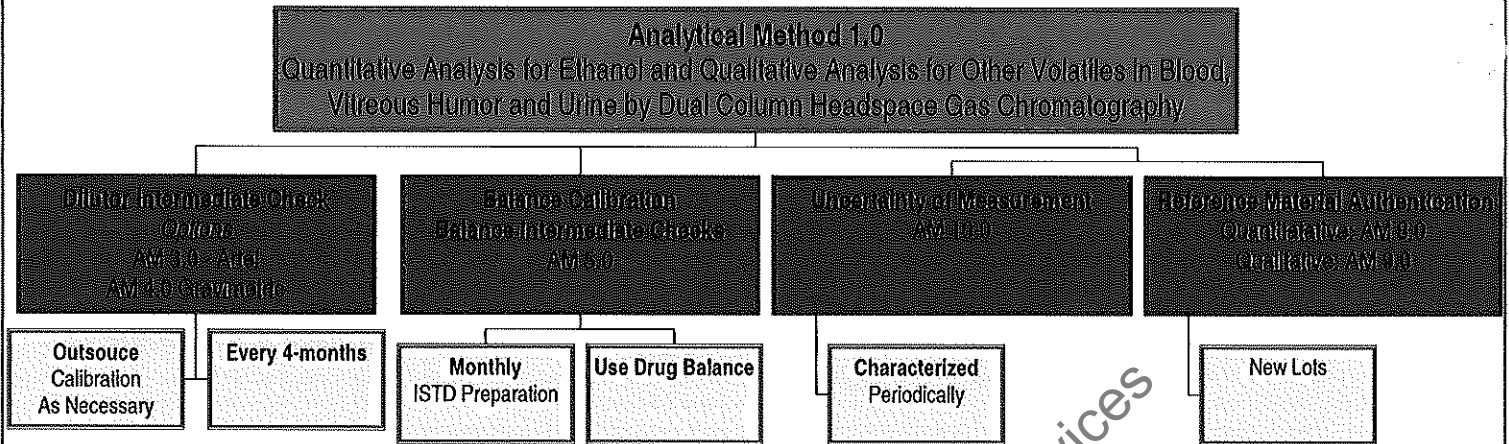 Analytical Method 1.0
Quantitative Analysis for Ethanol and Qualitative Analysis for Other Volatiles in Blood,
Vitreous Humor and Urine by Dual Column Headspace Gas Chromatography
Dilutor Intermediate Check
Options
AM 3.0 - Artel
AM 4.0 Gravimetric
Balance Calibration
Balance Intermediate Checks
AM 5.0
Uncertainty of Measurement
AM 10.0
Reference Material Authentication
Quantiatative: AM 8.0
Qualitative: AM 9.0
Outsouce
Calibration
As Necessary
Every 4-months
Monthly
ISTD Preparation
Use Drug Balance
Characterized
Periodically
New Lots